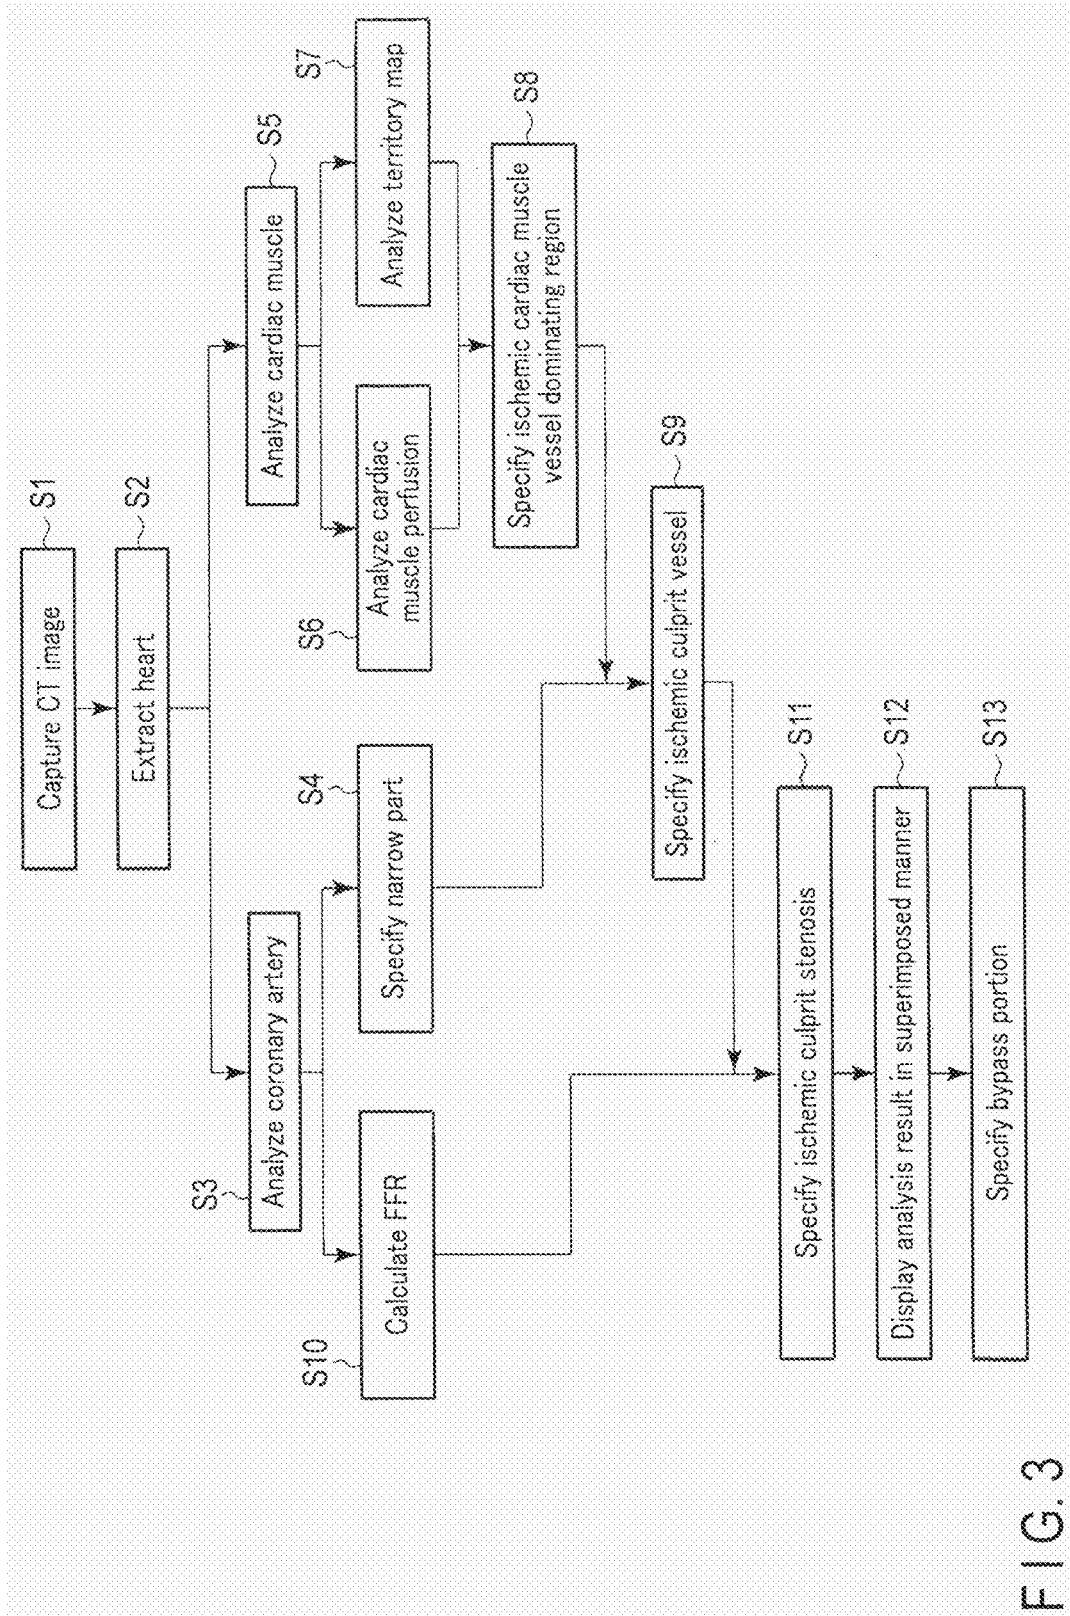 S1
Capture CT image
S2
Extract heart
S3
Analyze coronary artery
S5
Analyze cardiac muscle
S10
Calculate FFR
S4
Specify narrow part
S6
Analyze cardiac
muscle perfusion
S7
Analyze territory map
S8
Specify ischemic cardiac muscle
vessel dominating region
S9
Specify ischemic culprit vessel
S11
Specify ischemic culprit stenosis
S12
Display analysis result in superimposed manner
S13
Specify bypass portion
FIG. 3